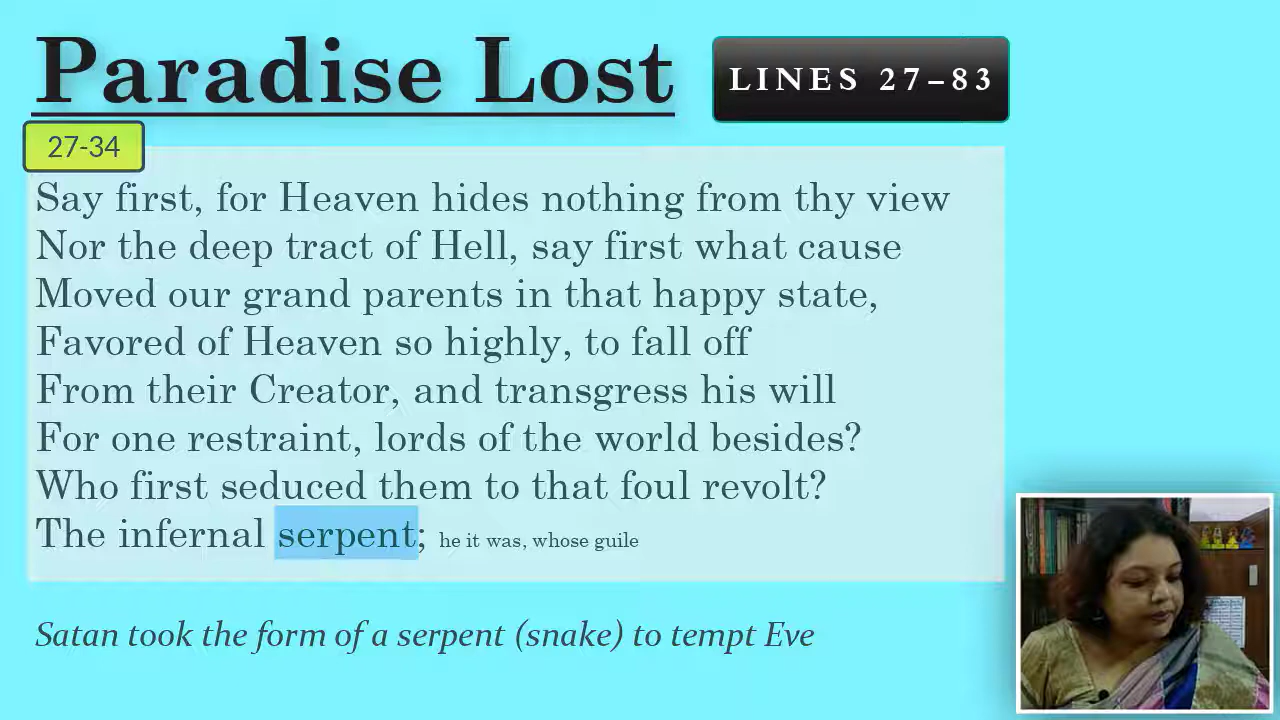 Paradise Lost
LINES 27–83
27-34
Say first, for Heaven hides nothing from thy view
Nor the deep tract of Hell, say first what cause
Moved our grand parents in that happy state,
Favored of Heaven so highly, to fall off
From their Creator, and transgress his will
For one restraint, lords of the world besides?
Who first seduced them to that foul revolt?
The infernal serpent; he it was, whose guile
Satan took the form of a serpent (snake) to tempt Eve